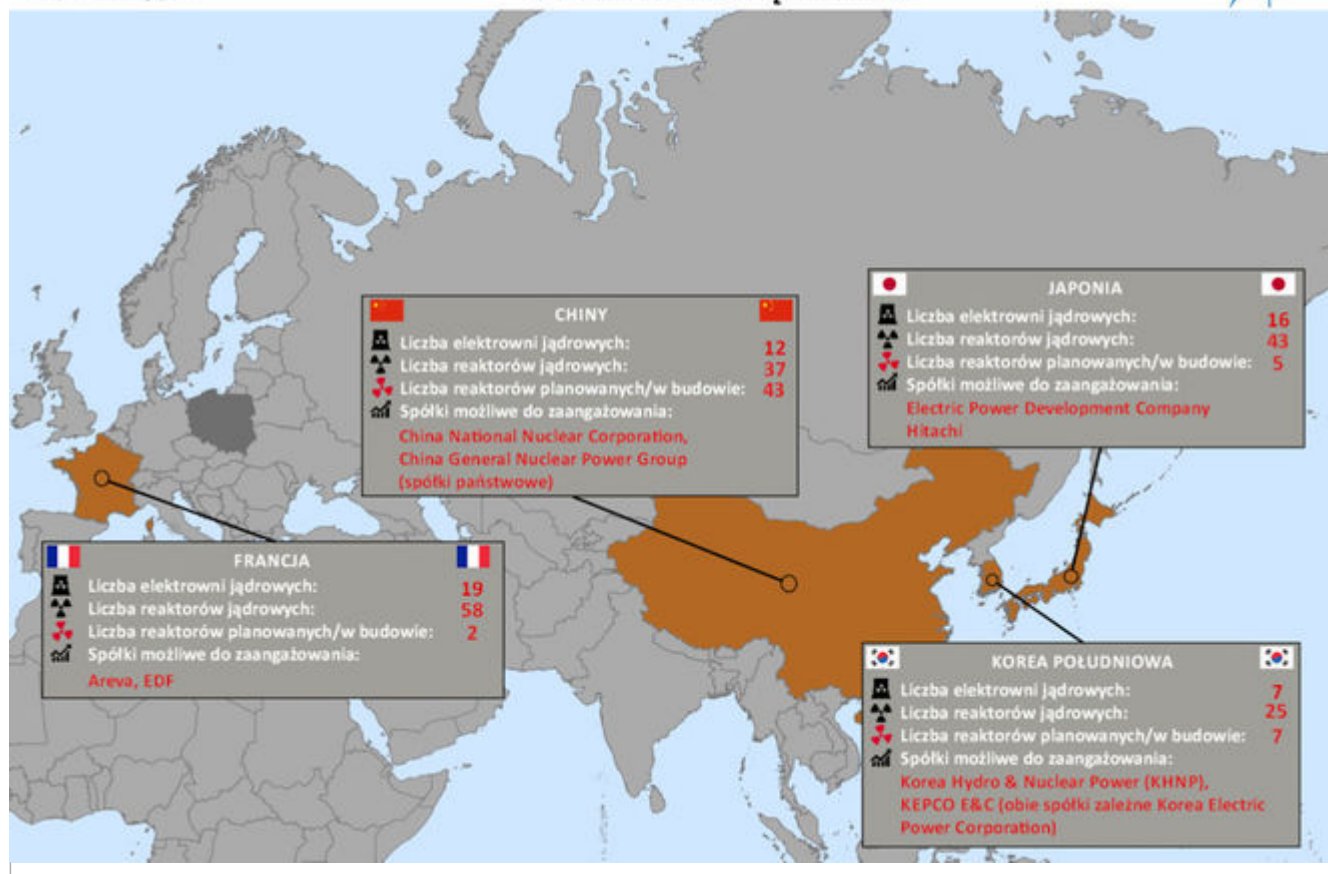 CHINY
Liczba elektrowni jądrowych: 12
Liczba reaktorów jądrowych: 37
Liczba reaktorów planowanych/w budowie: 43
Spółki możliwe do zaangażowania:
China National Nuclear Corporation,
China General Nuclear Power Group
(spółki państwowe)
JAPONIA
Liczba elektrowni jądrowych: 16
Liczba reaktorów jądrowych: 43
Liczba reaktorów planowanych/w budowie: 5
Spółki możliwe do zaangażowania:
Electric Power Development Company
Hitachi
FRANCJA
Liczba elektrowni jądrowych: 19
Liczba reaktorów jądrowych: 58
Liczba reaktorów planowanych/w budowie: 2
Spółki możliwe do zaangażowania:
Areva, EDF
KOREA POŁUDNIOWA
Liczba elektrowni jądrowych: 7
Liczba reaktorów jądrowych: 25
Liczba reaktorów planowanych/w budowie: 7
Spółki możliwe do zaangażowania:
Korea Hydro & Nuclear Power (KHNP),
KEPCO E&C (obie spółki zależne Korea Electric
Power Corporation)